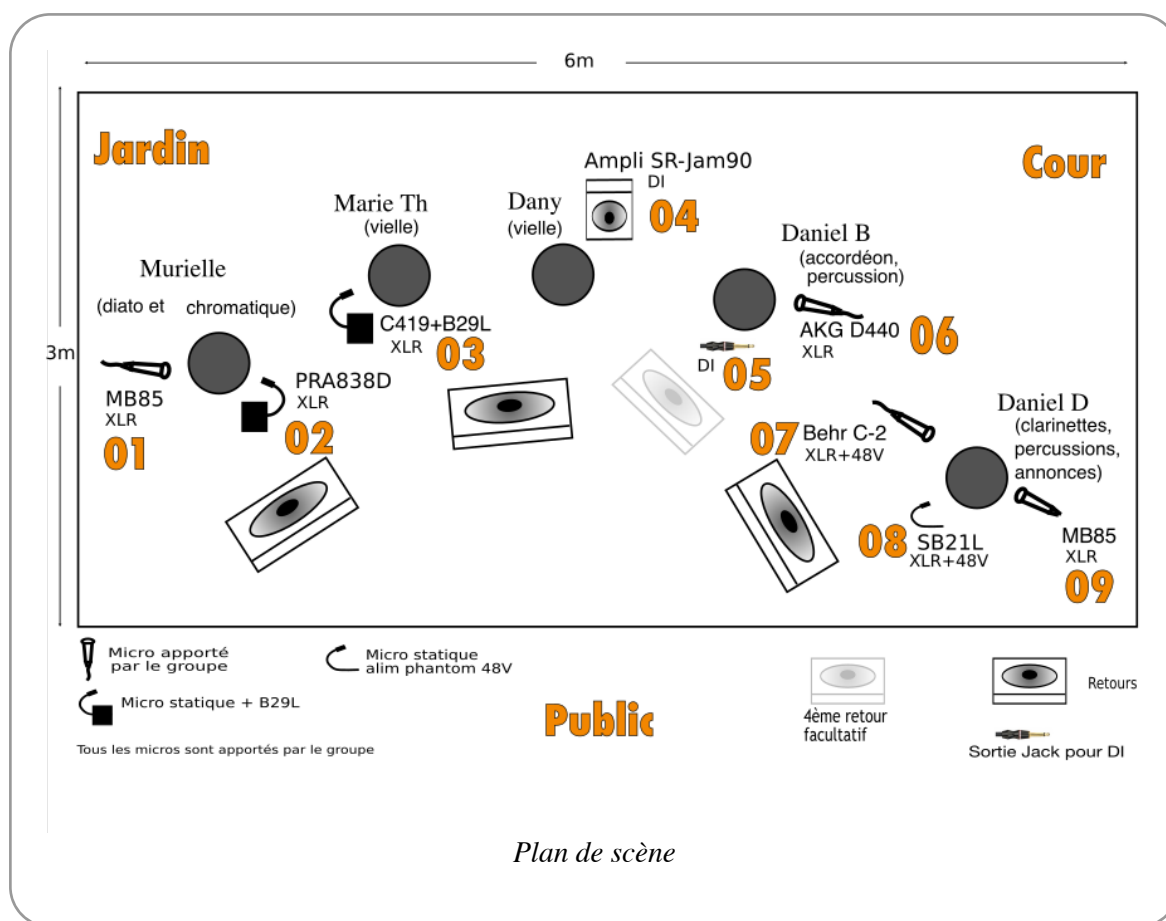 6m
Jardin
Cour
Ampli SR-Jam90
DI
04
Marie Th
(vielle)
Dany
(vielle)
Daniel B
(accordéon,
percussion)
Murielle
(diato et chromatique)
3m
C419+B29L
XLR
03
AKG D440
XLR
06
DI
05
MB85
XLR
01
PRA838D
XLR
02
07
Behr C-2
XLR+48V
Daniel D
(clarinettes,
percussions,
annonces)
08
SB21L
XLR+48V
MB85
XLR
09
Micro apporté
par le groupe
Micro statique
alim phantom 48V
Micro statique + B29L
Tous les micros sont apportés par le groupe
Public
4ème retour
facultatif
Retours
Sortie Jack pour DI
Plan de scène